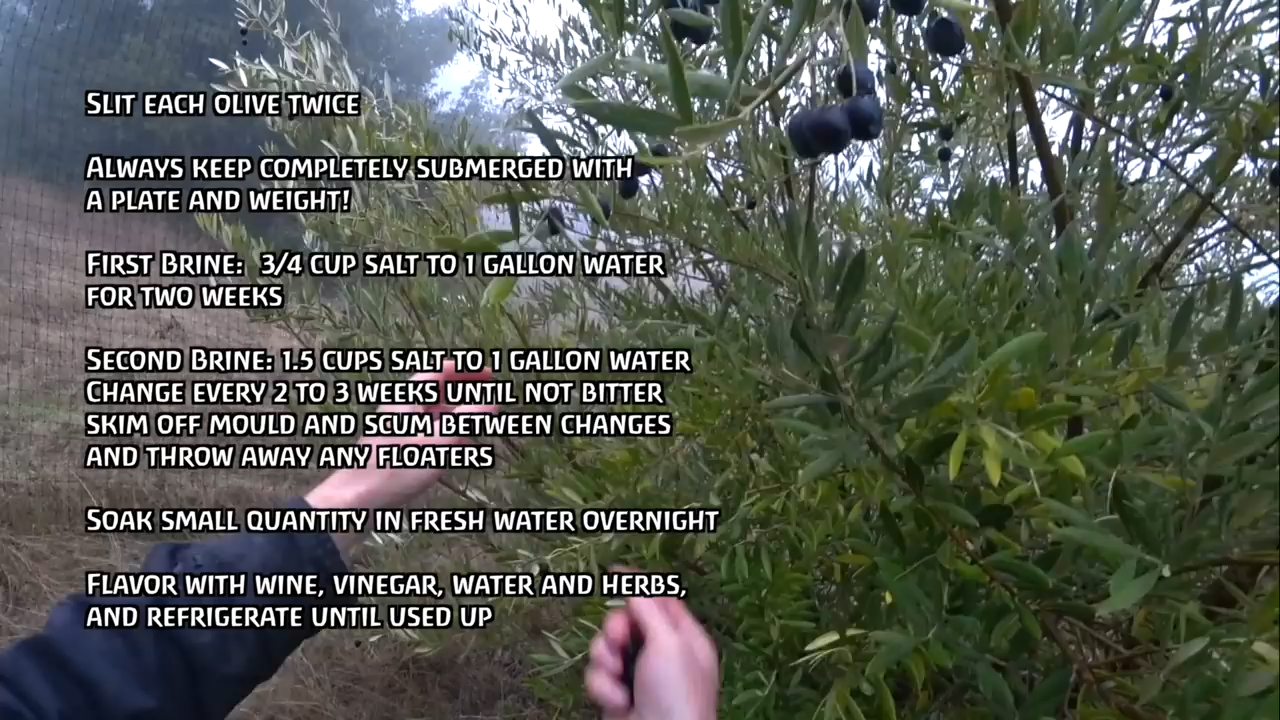 Slit each olive twice
Always keep completely submerged with
a plate and weight!
First Brine: 3/4 cup salt to 1 gallon water
for two weeks
Second Brine: 1.5 cups salt to 1 gallon water
Change every 2 to 3 weeks until not bitter
skim off mould and scum between changes
and throw away any floaters
Soak small quantity in fresh water overnight
Flavor with wine, vinegar, water and herbs,
and refrigerate until used up